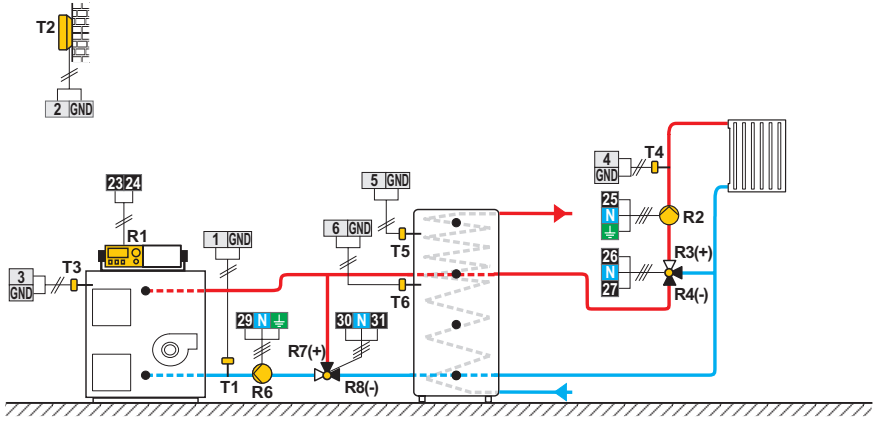 T2
2 GND
23 24
R1
3
GND
T3
1 GND
5 GND
T5
6 GND
T6
4
GND
T4
25
N
R2
26
N
27
R3(+)
R4(-)
29 N
30 N 31
R7(+)
R8(-)
T1
R6